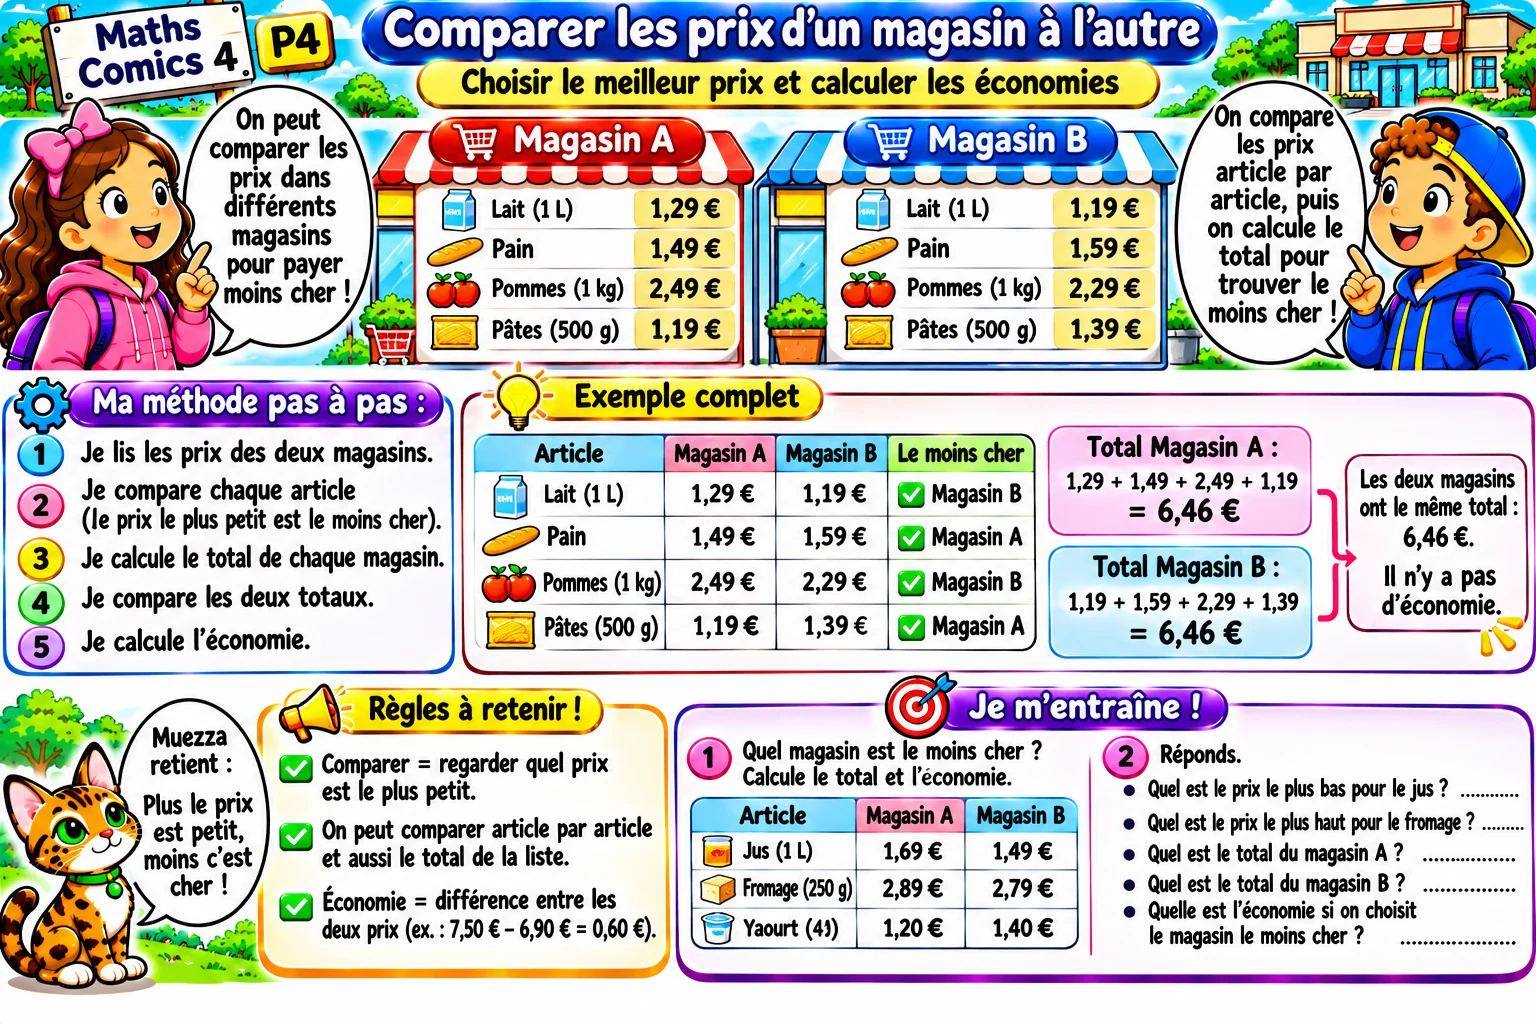 Maths
Comics 4
P4
Comparer les prix d'un magasin à l'autre
Choisir le meilleur prix et calculer les économies
On peut
comparer les
prix dans
différents
magasins
pour payer
moins cher !
Magasin A
Lait (1 L) 1,29 €
Pain 1,49 €
Pommes (1 kg) 2,49 €
Pâtes (500 g) 1,19 €
Magasin B
Lait (1 L) 1,19 €
Pain 1,59 €
Pommes (1 kg) 2,29 €
Pâtes (500 g) 1,39 €
On compare
les prix
article par
article, puis
on calcule le
total pour
trouver le
moins cher !
Ma méthode pas à pas :
1 Je lis les prix des deux magasins.
2 Je compare chaque article
(le prix le plus petit est le moins cher).
3 Je calcule le total de chaque magasin.
4 Je compare les deux totaux.
5 Je calcule l'économie.
Exemple complet
Article Magasin A Magasin B Le moins cher
Lait (1 L) 1,29 € 1,19 € Magasin B
Pain 1,49 € 1,59 € Magasin A
Pommes (1 kg) 2,49 € 2,29 € Magasin B
Pâtes (500 g) 1,19 € 1,39 € Magasin A
Total Magasin A :
1,29 + 1,49 + 2,49 + 1,19
= 6,46 €
Total Magasin B :
1,19 + 1,59 + 2,29 + 1,39
= 6,46 €
Les deux magasins
ont le même total :
6,46 €.
Il n'y a pas
d'économie.
Muezza
retient :
Plus le prix
est petit,
moins c'est
cher !
Règles à retenir !
Comparer = regarder quel prix
est le plus petit.
On peut comparer article par article
et aussi le total de la liste.
Économie = différence entre les
deux prix (ex. : 7,50 € – 6,90 € = 0,60 €).
Je m'entraîne !
1 Quel magasin est le moins cher ?
Calcule le total et l'économie.
Article Magasin A Magasin B
Jus (1 L) 1,69 € 1,49 €
Fromage (250 g) 2,89 € 2,79 €
Yaourt 1,20 € 1,40 €
2 Réponds.
• Quel est le prix le plus bas pour le jus ? ............
• Quel est le prix le plus haut pour le fromage ? .........
• Quel est le total du magasin A ? ....................
• Quel est le total du magasin B ? ....................
• Quelle est l'économie si on choisit
le magasin le moins cher ? ....................